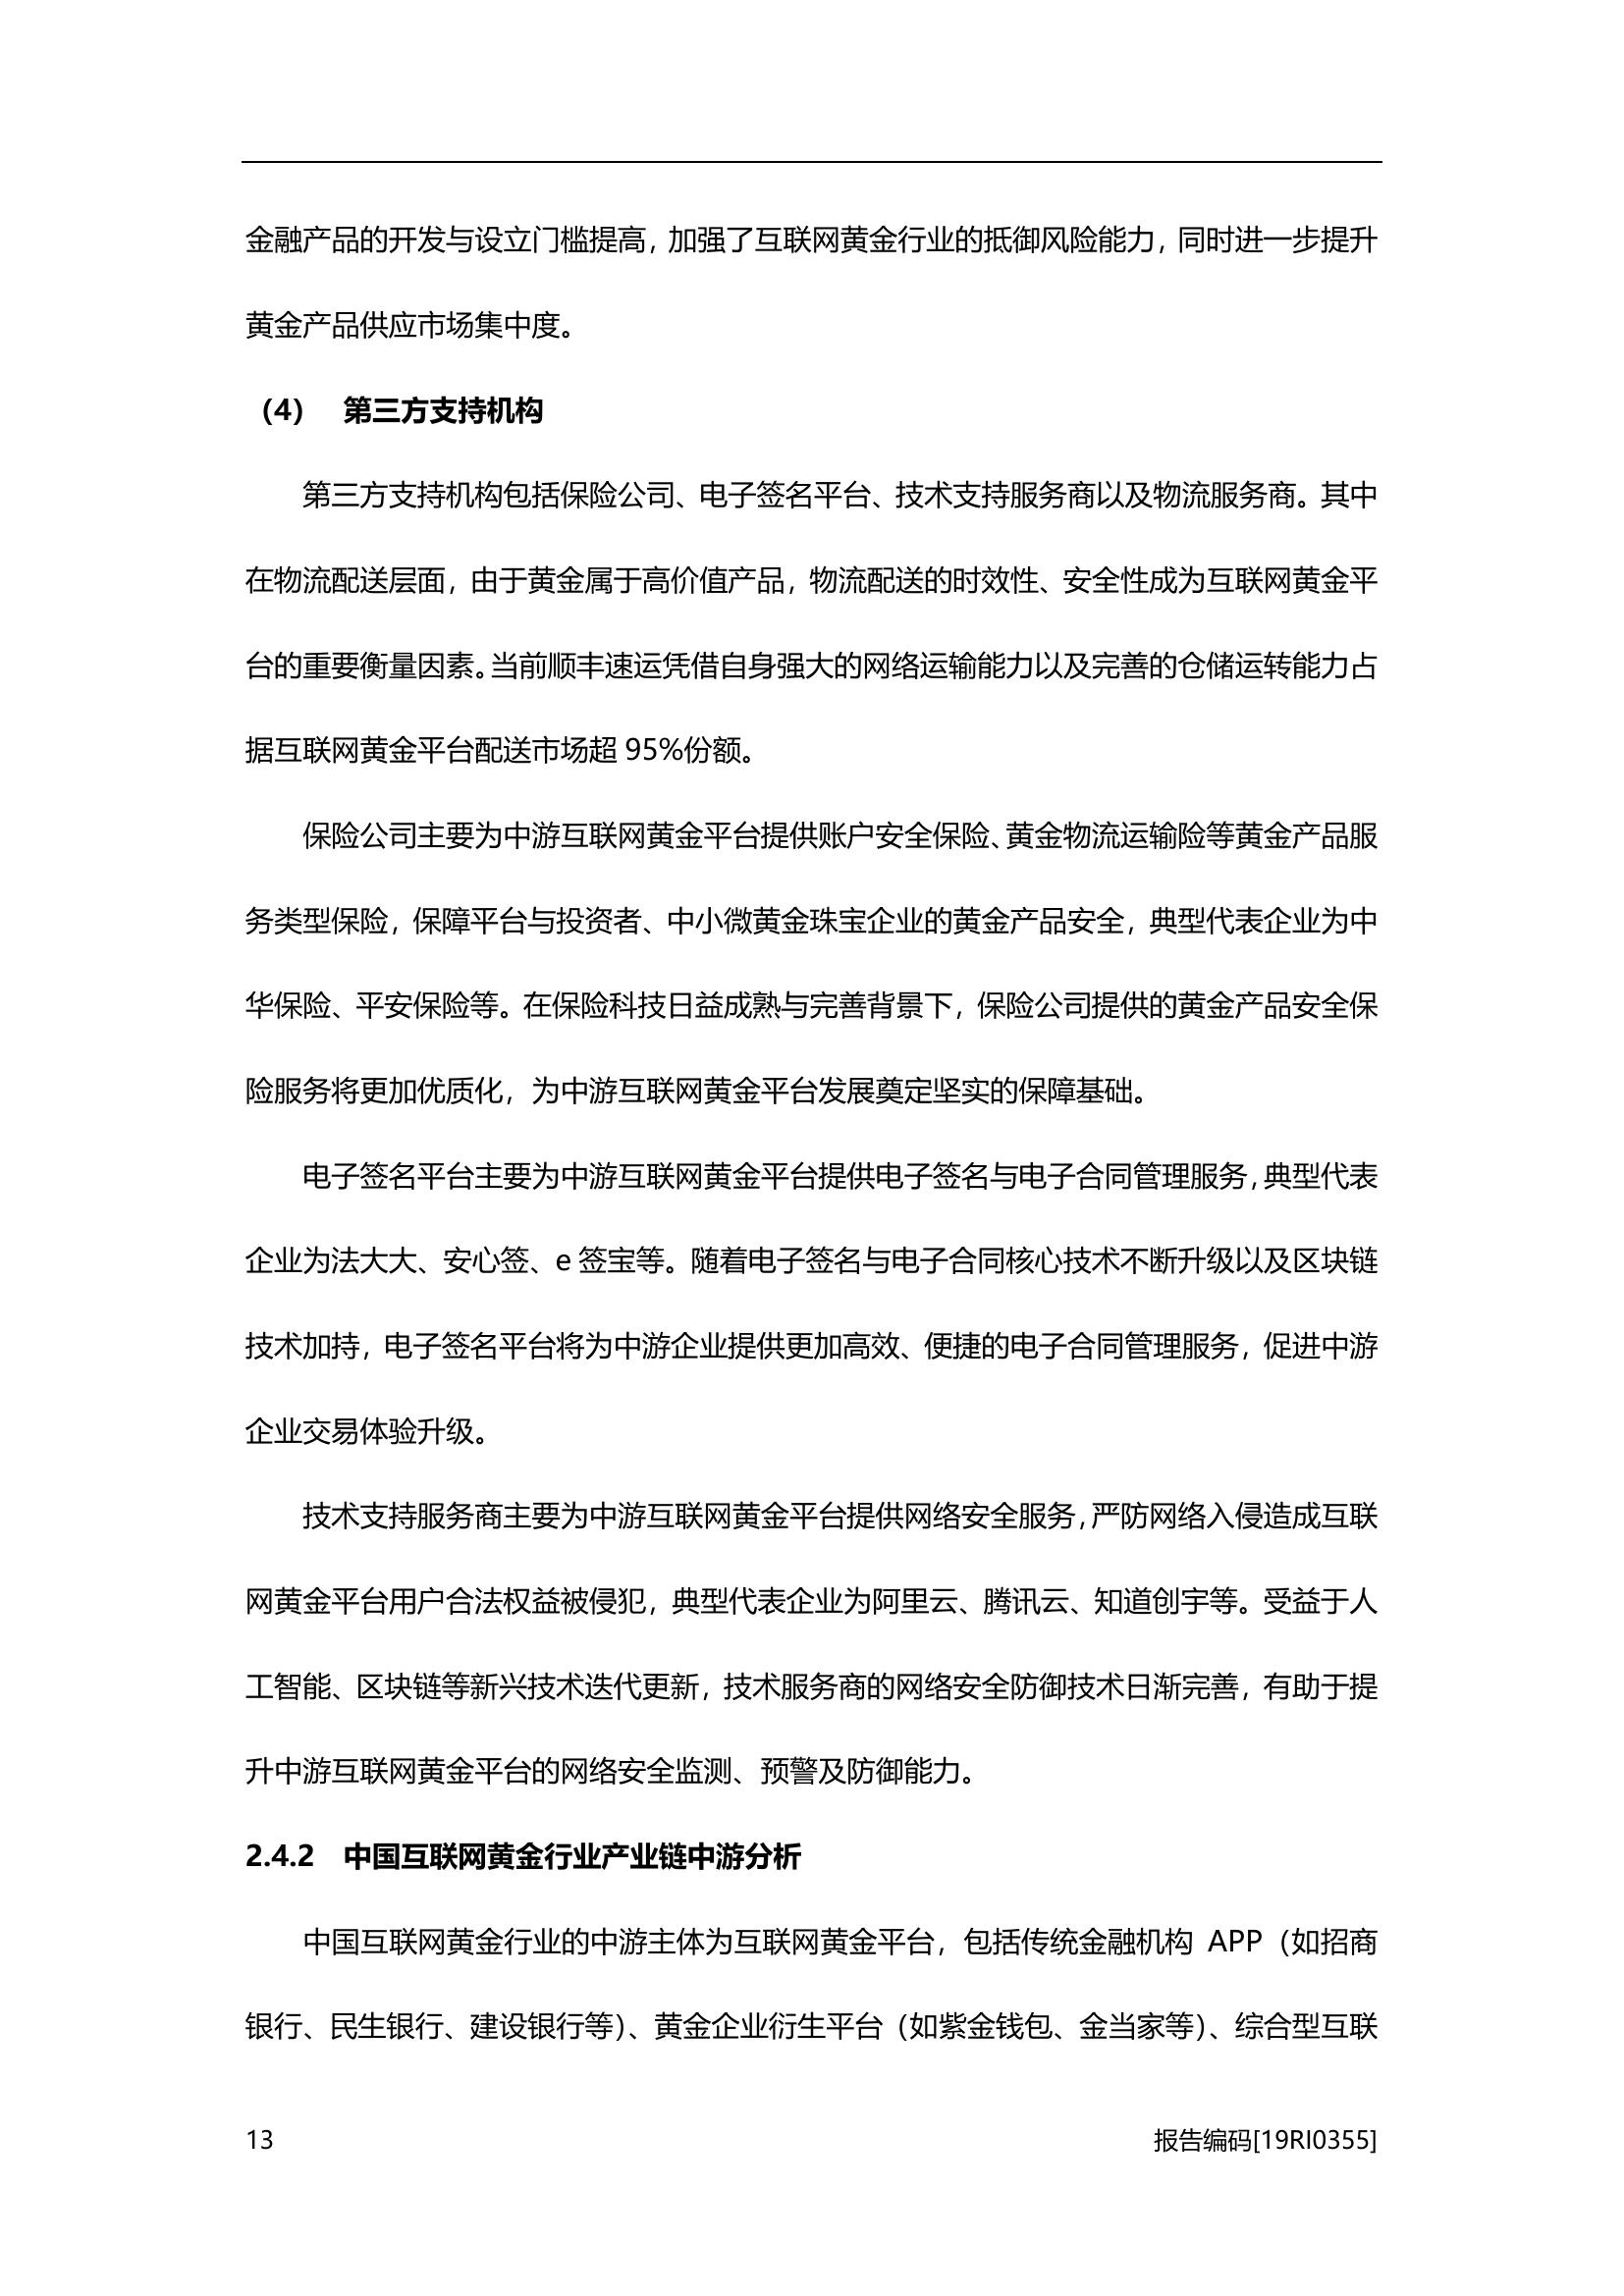 金融产品的开发与设立门槛提高，加强了互联网黄金行业的抵御风险能力，同时进一步提升
黄金产品供应市场集中度。
（4） 第三方支持机构
第三方支持机构包括保险公司、电子签名平台、技术支持服务商以及物流服务商。其中
在物流配送层面，由于黄金属于高价值产品，物流配送的时效性、安全性成为互联网黄金平
台的重要衡量因素。当前顺丰速运凭借自身强大的网络运输能力以及完善的仓储运转能力占
据互联网黄金平台配送市场超 95%份额。
保险公司主要为中游互联网黄金平台提供账户安全保险、黄金物流运输险等黄金产品服
务类型保险，保障平台与投资者、中小微黄金珠宝企业的黄金产品安全，典型代表企业为中
华保险、平安保险等。在保险科技日益成熟与完善背景下，保险公司提供的黄金产品安全保
险服务将更加优质化，为中游互联网黄金平台发展奠定坚实的保障基础。
电子签名平台主要为中游互联网黄金平台提供电子签名与电子合同管理服务，典型代表
企业为法大大、安心签、e 签宝等。随着电子签名与电子合同核心技术不断升级以及区块链
技术加持，电子签名平台将为中游企业提供更加高效、便捷的电子合同管理服务，促进中游
企业交易体验升级。
技术支持服务商主要为中游互联网黄金平台提供网络安全服务，严防网络入侵造成互联
网黄金平台用户合法权益被侵犯，典型代表企业为阿里云、腾讯云、知道创宇等。受益于人
工智能、区块链等新兴技术迭代更新，技术服务商的网络安全防御技术日渐完善，有助于提
升中游互联网黄金平台的网络安全监测、预警及防御能力。
2.4.2 中国互联网黄金行业产业链中游分析
中国互联网黄金行业的中游主体为互联网黄金平台，包括传统金融机构 APP（如招商
银行、民生银行、建设银行等）、黄金企业衍生平台（如紫金钱包、金当家等）、综合型互联
13 报告编码[19RI0355]